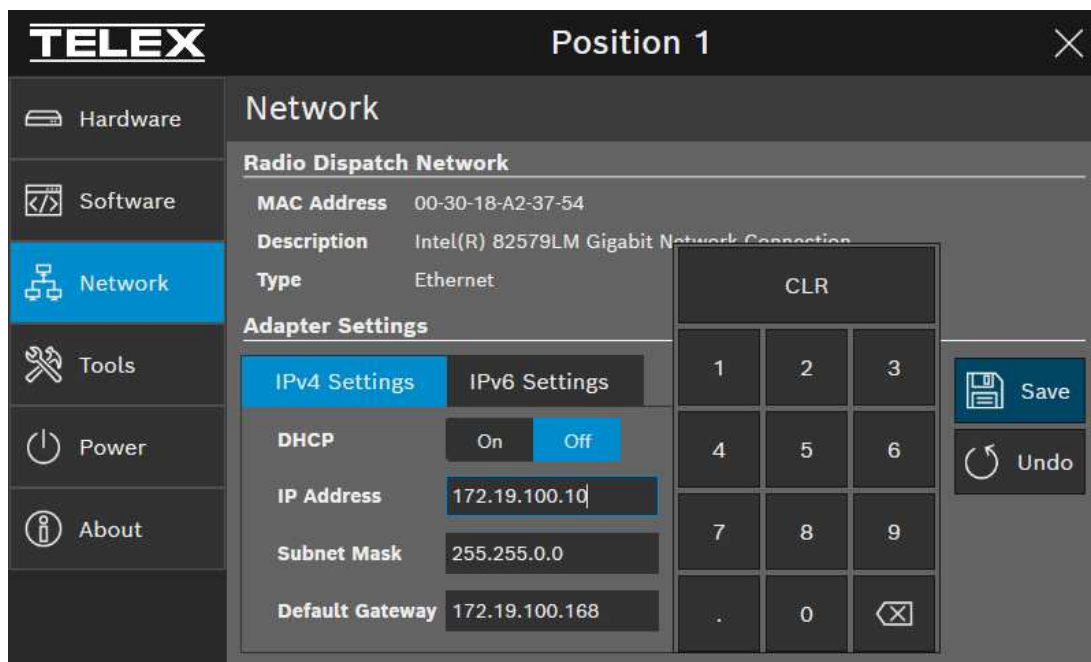 TELEX
Position 1
Hardware
Software
Network
Tools
Power
About
Network
Radio Dispatch Network
MAC Address 00-30-18-A2-37-54
Description Intel(R) 82579LM Gigabit Network Connection
Type Ethernet
Adapter Settings
IPv4 Settings IPv6 Settings
DHCP On Off
IP Address 172.19.100.10
Subnet Mask 255.255.0.0
Default Gateway 172.19.100.168
CLR
1 2 3
4 5 6
7 8 9
. 0
Save
Undo